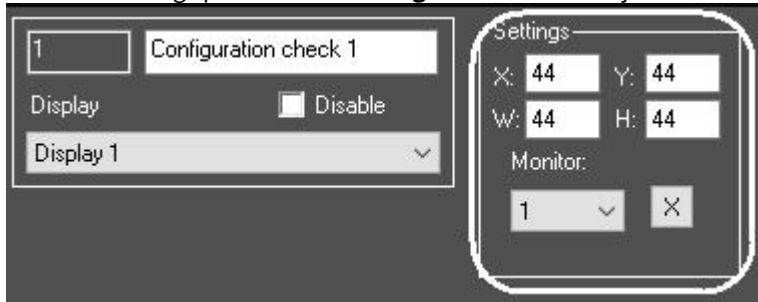 1 Configuration check 1
Display Disable
Display 1
Settings
X: 44 Y: 44
W: 44 H: 44
Monitor:
1 X